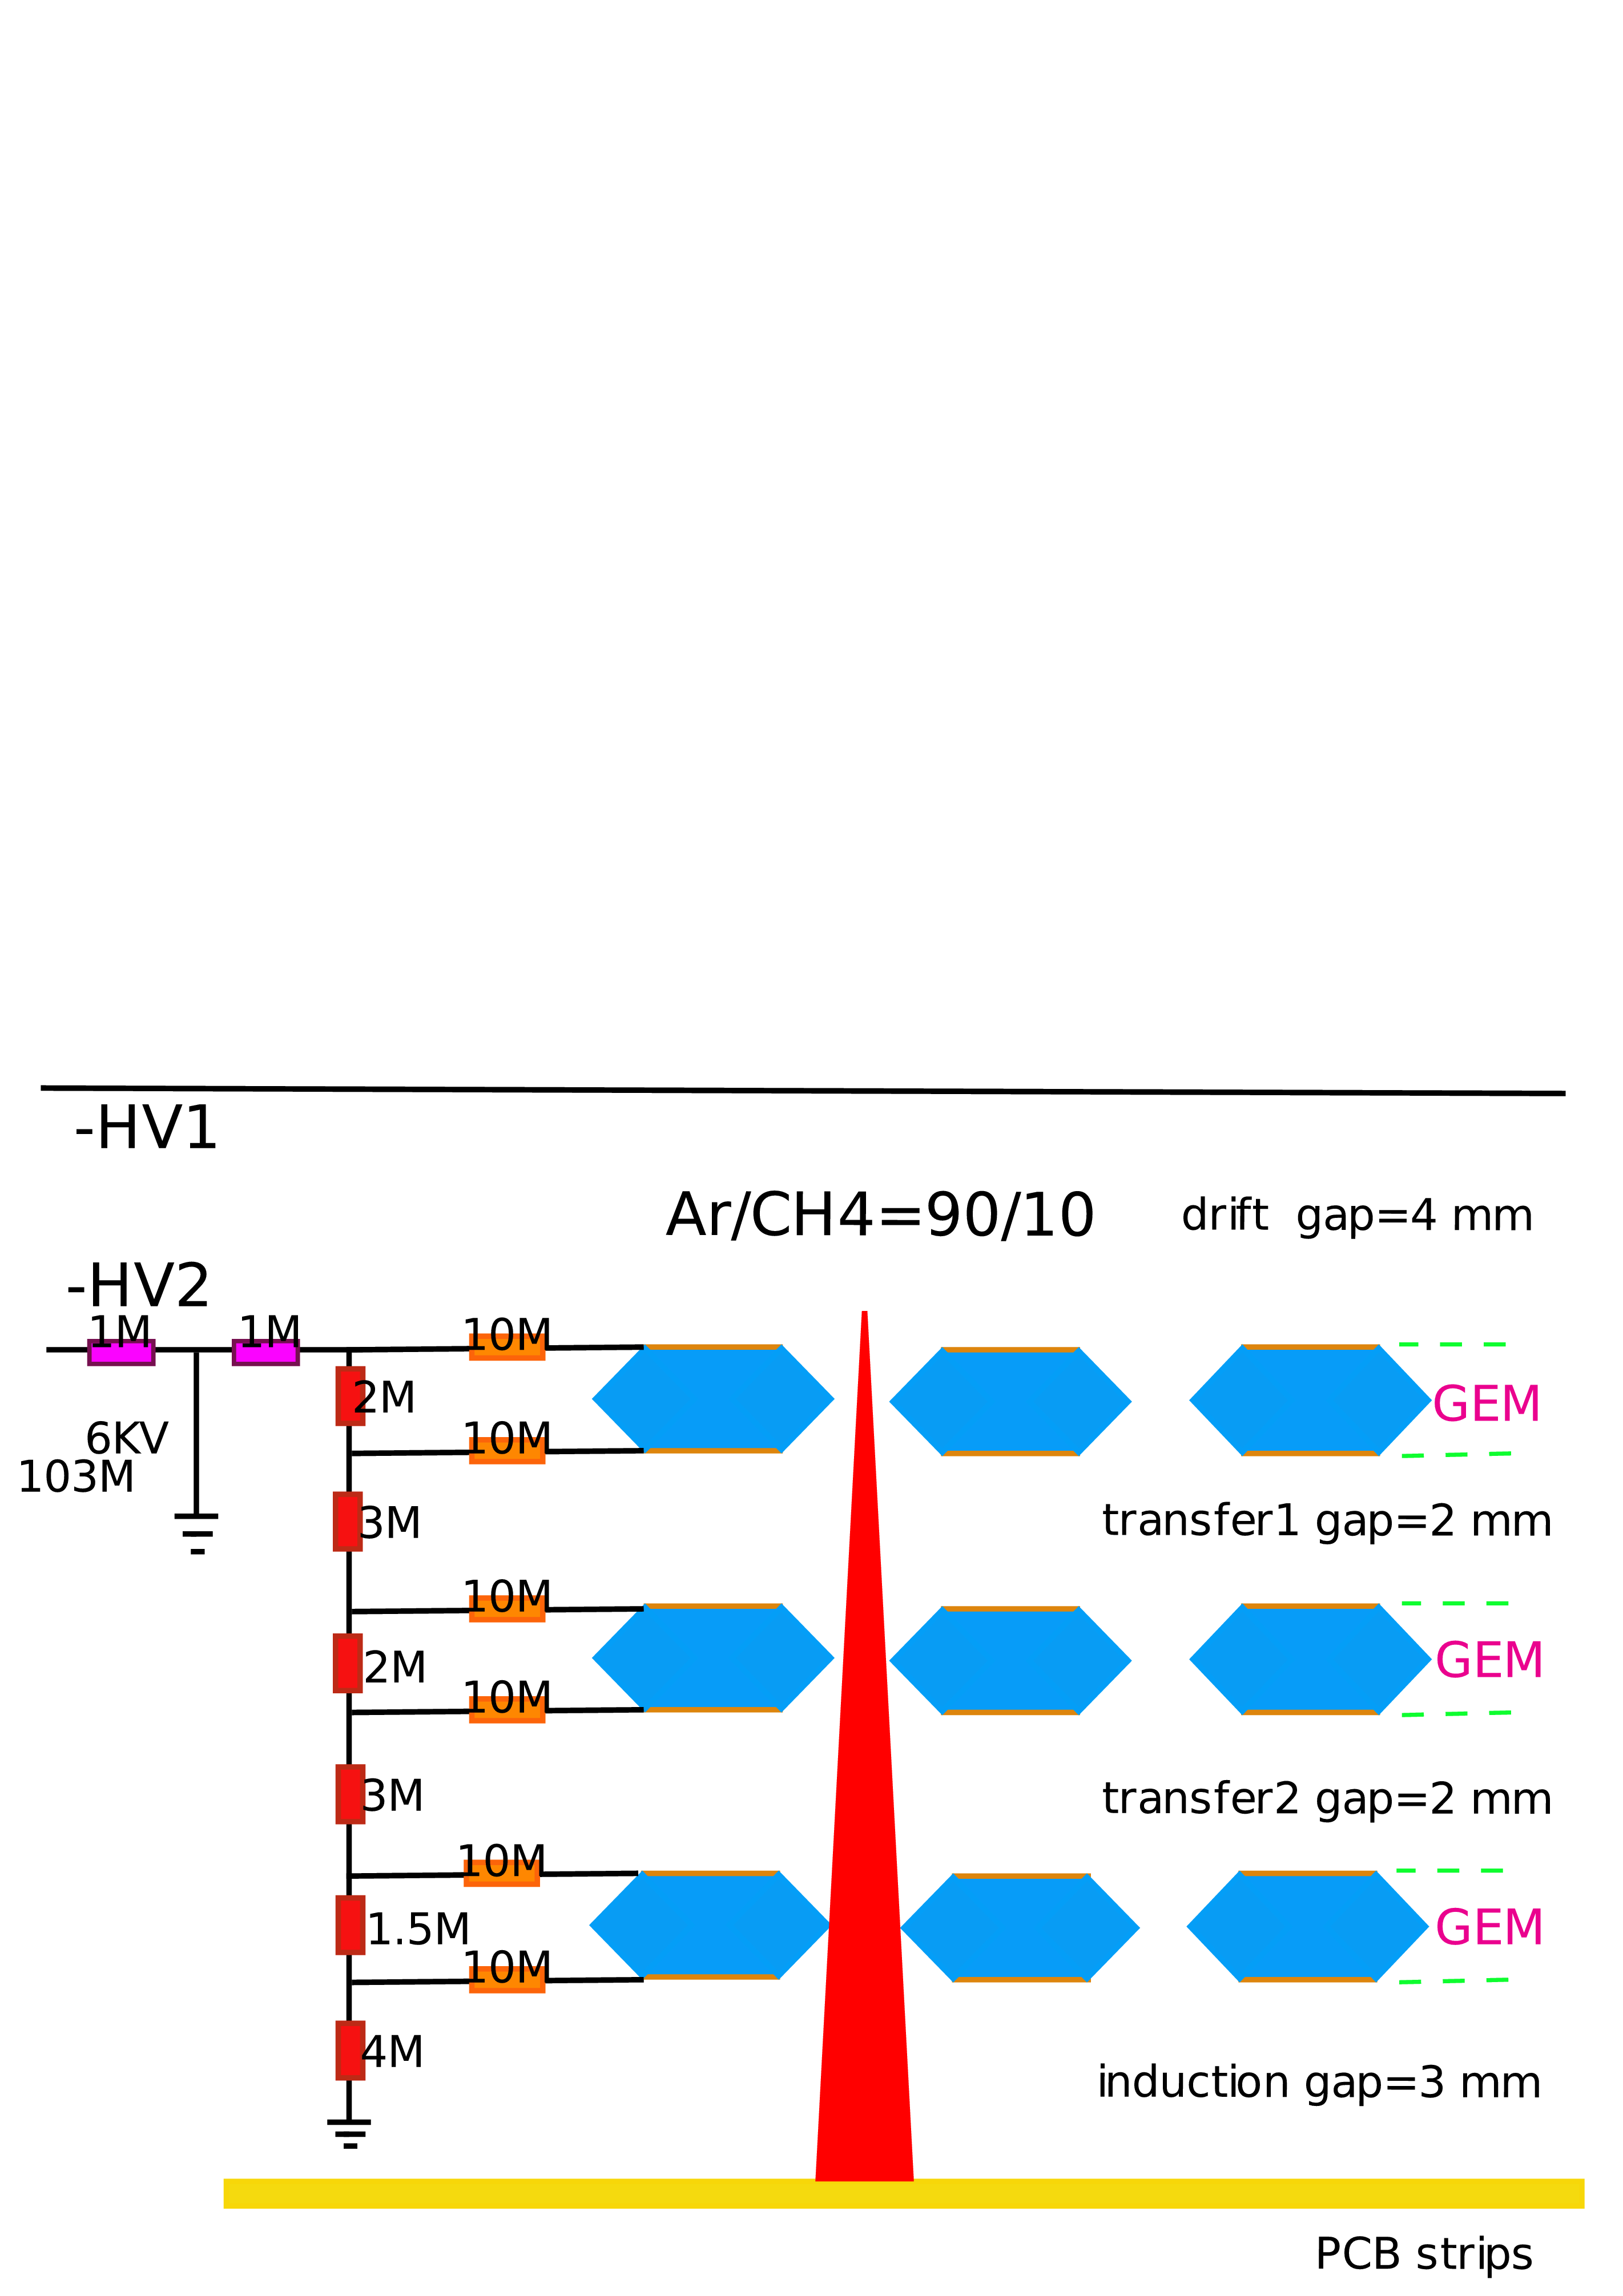 -HV1
Ar/CH4=90/10
drift gap=4 mm
-HV2
1M
1M
10M
2M
GEM
6KV
10M
103M
3M
transfer1 gap=2 mm
10M
2M
GEM
10M
3M
transfer2 gap=2 mm
10M
1.5M
GEM
10M
4M
induction gap=3 mm
PCB strips